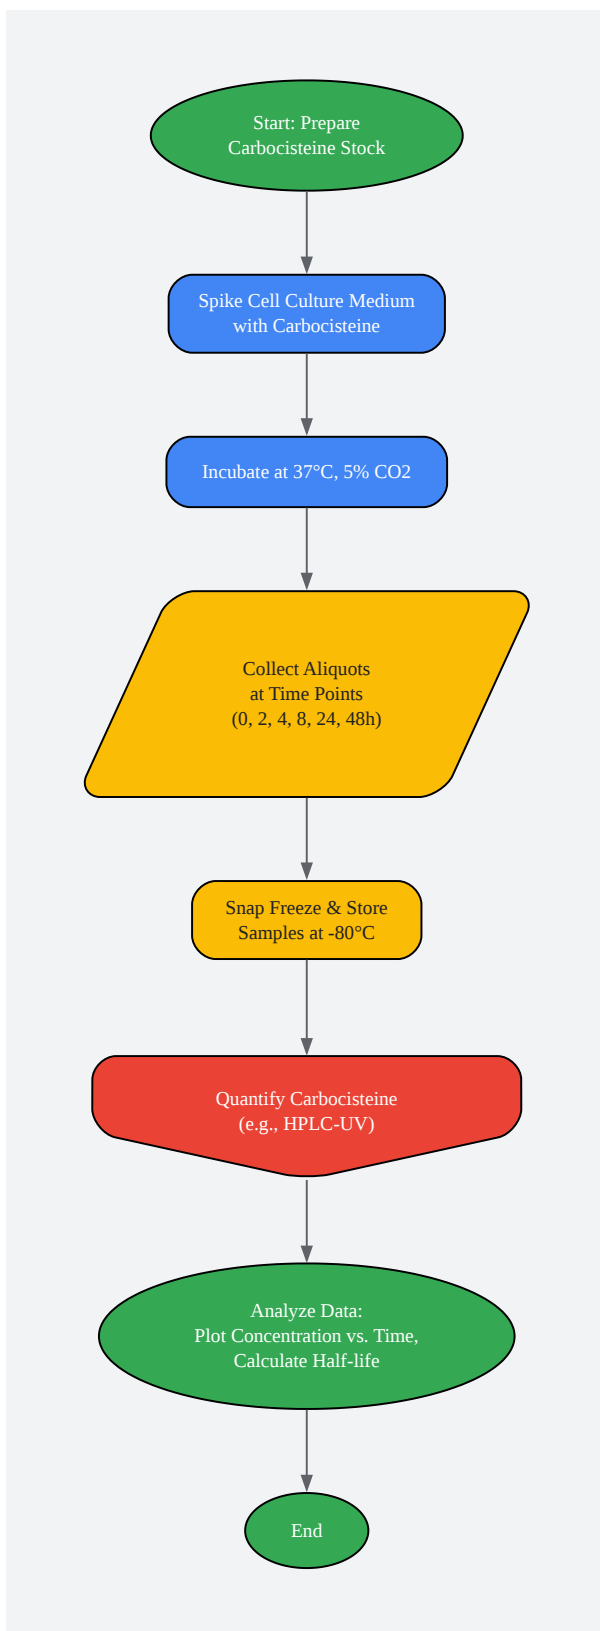 Start: Prepare
Carbocisteine Stock
Spike Cell Culture Medium
with Carbocisteine
Incubate at 37°C, 5% CO2
Collect Aliquots
at Time Points
(0, 2, 4, 8, 24, 48h)
Snap Freeze & Store
Samples at -80°C
Quantify Carbocisteine
(e.g., HPLC-UV)
Analyze Data:
Plot Concentration vs. Time,
Calculate Half-life
End